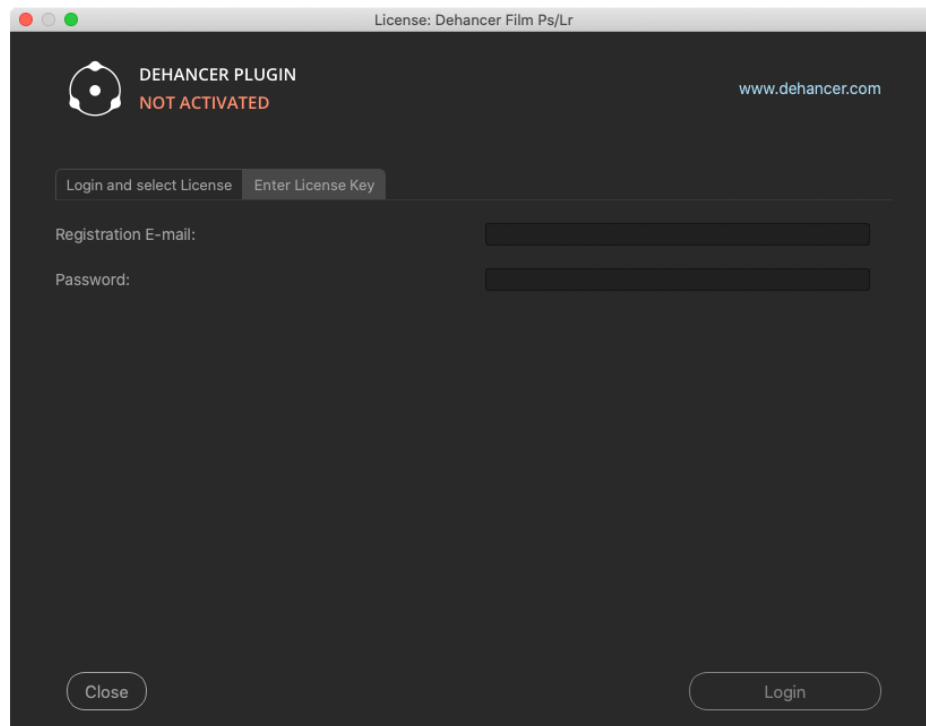 License: Dehancer Film Ps/Lr
DEHANCER PLUGIN
NOT ACTIVATED
www.dehancer.com
Login and select License
Enter License Key
Registration E-mail:
Password:
Close
Login